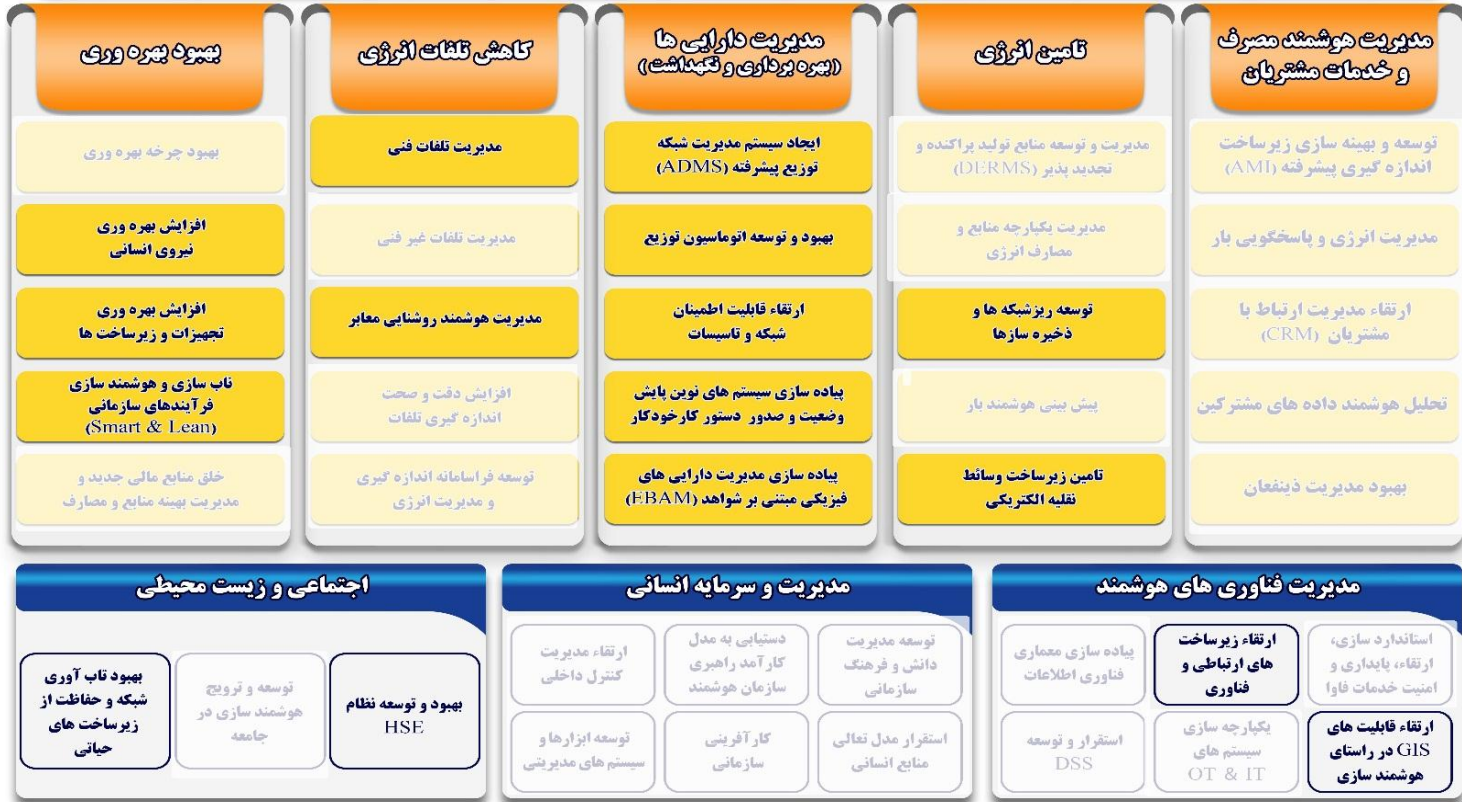 مدیریت هوشمند مصرف
و خدمات مشتریان
توسعه و بهینه سازی زیرساخت
اندازه گیری پیشرفته (AMI)
مدیریت انرژی و پاسخگویی بار
ارتقاء مدیریت ارتباط با
مشتریان (CRM)
تحلیل هوشمند داده های مشترکین
بهبود مدیریت ذینفعان
تامین انرژی
مدیریت و توسعه منابع تولید پراکنده و
تجدید پذیر (DERMS)
مدیریت یکپارچه منابع و
مصارف انرژی
توسعه ریزشبکه ها و
ذخیره سازها
پیش بینی هوشمند بار
تامین زیرساخت وسائط
نقلیه الکتریکی
مدیریت دارایی ها
(بهره برداری و نگهداشت)
ایجاد سیستم مدیریت شبکه
توزیع پیشرفته (ADMS)
بهبود و توسعه اتوماسیون توزیع
ارتقاء قابلیت اطمینان
شبکه و تاسیسات
پیاده سازی سیستم های نوین پایش
وضعیت و صدور دستور کارخودکار
پیاده سازی مدیریت دارایی های
فیزیکی مبتنی بر شواهد (EBAM)
کاهش تلفات انرژی
مدیریت تلفات فنی
مدیریت تلفات غیر فنی
مدیریت هوشمند روشنایی معابر
افزایش دقت و صحت
اندازه گیری تلفات
توسعه فراسامانه اندازه گیری
و مدیریت انرژی
بهبود بهره وری
بهبود چرخه بهره وری
افزایش بهره وری
نیروی انسانی
افزایش بهره وری
تجهیزات و زیرساخت ها
ناب سازی و هوشمند سازی
فرآیندهای سازمانی
(Smart & Lean)
خلق منابع مالی جدید و
مدیریت بهینه منابع و مصارف
مدیریت فناوری های هوشمند
استاندارد سازی،
ارتقاء، پایداری و
امنیت خدمات فاوا
ارتقاء زیرساخت
های ارتباطی و
فناوری
پیاده سازی معماری
فناوری اطلاعات
ارتقاء قابلیت های
GIS در راستای
هوشمند سازی
یکپارچه سازی
سیستم های
OT & IT
استقرار و توسعه
DSS
مدیریت و سرمایه انسانی
توسعه مدیریت
دانش و فرهنگ
سازمانی
دستیابی به مدل
کارآمد راهبری
سازمان هوشمند
ارتقاء مدیریت
کنترل داخلی
استقرار مدل تعالی
منابع انسانی
کارآفرینی
سازمانی
توسعه ابزارها و
سیستم های مدیریتی
اجتماعی و زیست محیطی
بهبود و توسعه نظام
HSE
توسعه و ترویج
هوشمند سازی در
جامعه
بهبود تاب آوری
شبکه و حفاظت از
زیرساخت های
حیاتی